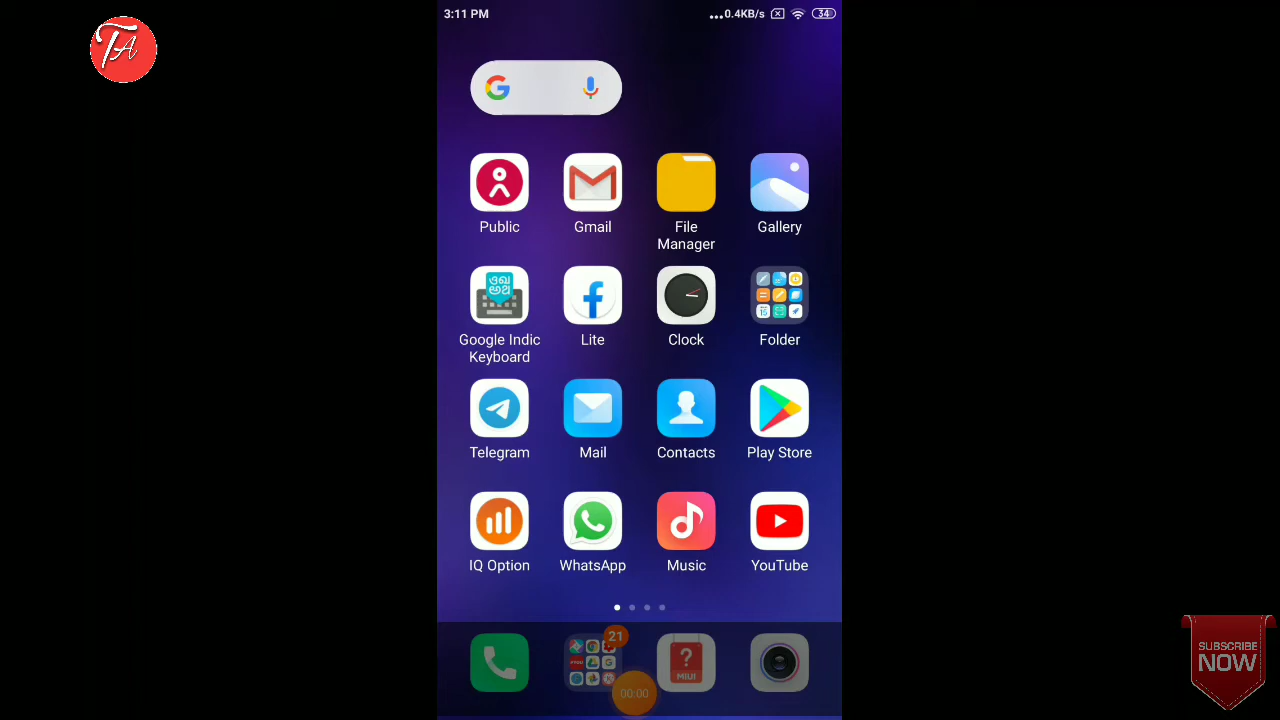 3:11 PM
...0.4KB/s
34
TA
Public
Gmail
File
Manager
Gallery
Google Indic
Keyboard
Lite
Clock
Folder
Telegram
Mail
Contacts
Play Store
IQ Option
WhatsApp
Music
YouTube
21
?
MIUI
00:00
SUBSCRIBE
NOW